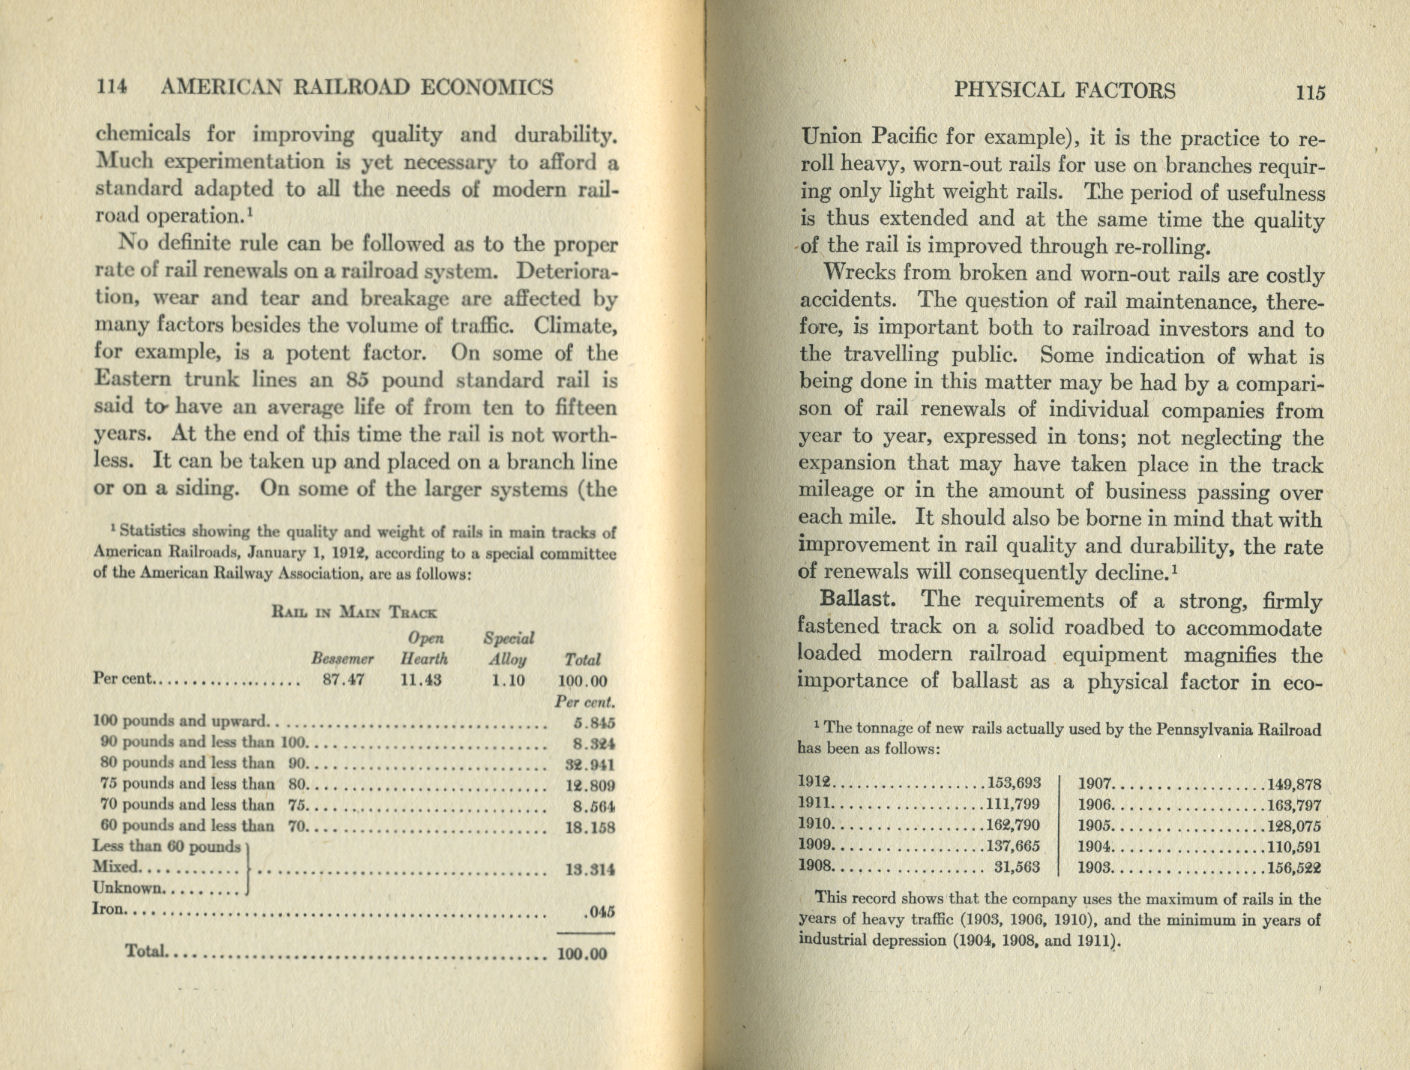 114 AMERICAN RAILROAD ECONOMICS
chemicals for improving quality and durability.
Much experimentation is yet necessary to afford a
standard adapted to all the needs of modern rail-
road operation.¹
No definite rule can be followed as to the proper
rate of rail renewals on a railroad system. Deteriora-
tion, wear and tear and breakage are affected by
many factors besides the volume of traffic. Climate,
for example, is a potent factor. On some of the
Eastern trunk lines an 85 pound standard rail is
said to have an average life of from ten to fifteen
years. At the end of this time the rail is not worth-
less. It can be taken up and placed on a branch line
or on a siding. On some of the larger systems (the
¹ Statistics showing the quality and weight of rails in main tracks of
American Railroads, January 1, 1912, according to a special committee
of the American Railway Association, are as follows:
RAIL IN MAIN TRACK
Open Special
Bessemer Hearth Alloy Total
Per cent.................. 87.47 11.43 1.10 100.00
Per cent.
100 pounds and upward................................. 5.845
90 pounds and less than 100............................ 8.324
80 pounds and less than 90............................ 32.941
75 pounds and less than 80............................ 12.809
70 pounds and less than 75............................ 8.564
60 pounds and less than 70............................ 18.158
Less than 60 pounds
Mixed.................................................. 13.314
Unknown.........
Iron................................................... .045
Total............................................... 100.00
PHYSICAL FACTORS 115
Union Pacific for example), it is the practice to re-
roll heavy, worn-out rails for use on branches requir-
ing only light weight rails. The period of usefulness
is thus extended and at the same time the quality
of the rail is improved through re-rolling.
Wrecks from broken and worn-out rails are costly
accidents. The question of rail maintenance, there-
fore, is important both to railroad investors and to
the travelling public. Some indication of what is
being done in this matter may be had by a compari-
son of rail renewals of individual companies from
year to year, expressed in tons; not neglecting the
expansion that may have taken place in the track
mileage or in the amount of business passing over
each mile. It should also be borne in mind that with
improvement in rail quality and durability, the rate
of renewals will consequently decline.¹
Ballast. The requirements of a strong, firmly
fastened track on a solid roadbed to accommodate
loaded modern railroad equipment magnifies the
importance of ballast as a physical factor in eco-
¹ The tonnage of new rails actually used by the Pennsylvania Railroad
has been as follows:
1912...................153,693 1907...................149,878
1911...................111,799 1906...................163,797
1910...................162,790 1905...................128,075
1909...................137,665 1904...................110,591
1908................... 31,563 1903...................156,522
This record shows that the company uses the maximum of rails in the
years of heavy traffic (1903, 1906, 1910), and the minimum in years of
industrial depression (1904, 1908, and 1911).